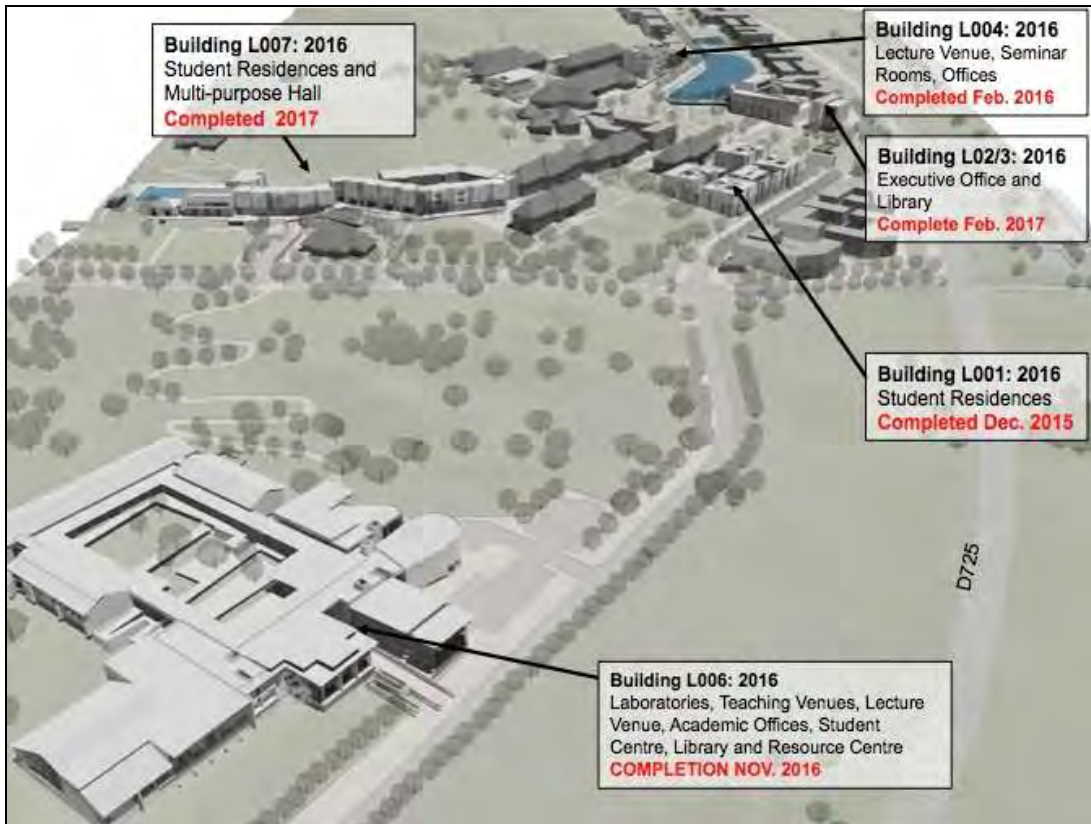 Building L007: 2016
Student Residences and
Multi-purpose Hall
Completed  2017
Building L004: 2016
Lecture Venue, Seminar
Rooms, Offices
Completed Feb. 2016
Building L02/3: 2016
Executive Office and
Library
Complete Feb. 2017
Building L001: 2016
Student Residences
Completed Dec. 2015
D725
Building L006: 2016
Laboratories, Teaching Venues, Lecture
Venue, Academic Offices, Student
Centre, Library and Resource Centre
COMPLETION NOV. 2016